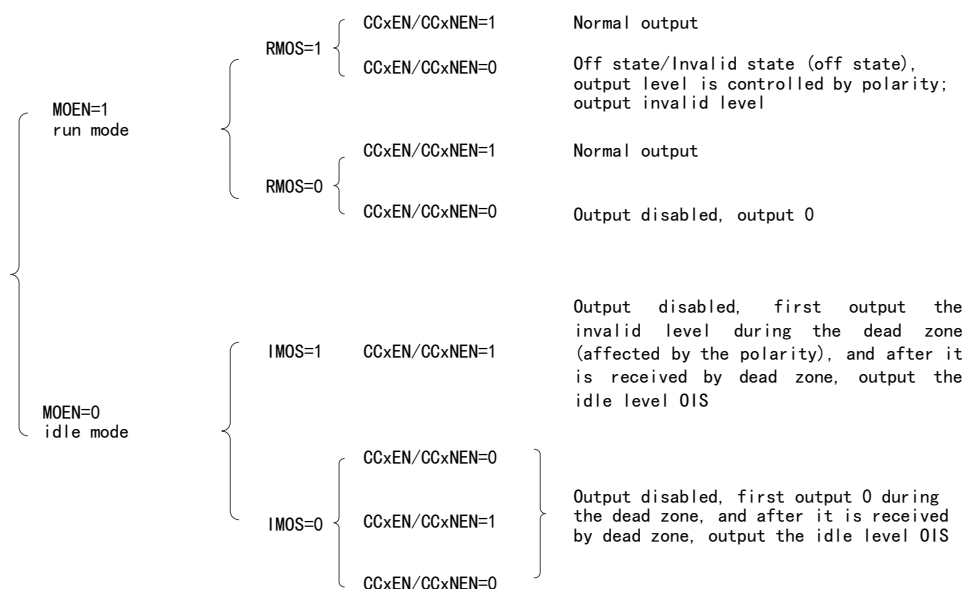 CCxEN/CCxNEN=1 Normal output
RMOS=1
CCxEN/CCxNEN=0 Off state/Invalid state (off state),
output level is controlled by polarity;
output invalid level
MOEN=1
run mode
CCxEN/CCxNEN=1 Normal output
RMOS=0
CCxEN/CCxNEN=0 Output disabled, output 0
Output disabled, first output the
invalid level during the dead zone
IMOS=1 CCxEN/CCxNEN=1 (affected by the polarity), and after it
is received by dead zone, output the
idle level OIS
MOEN=0
idle mode
CCxEN/CCxNEN=0
Output disabled, first output 0 during
IMOS=0 CCxEN/CCxNEN=1 the dead zone, and after it is received
by dead zone, output the idle level OIS
CCxEN/CCxNEN=0